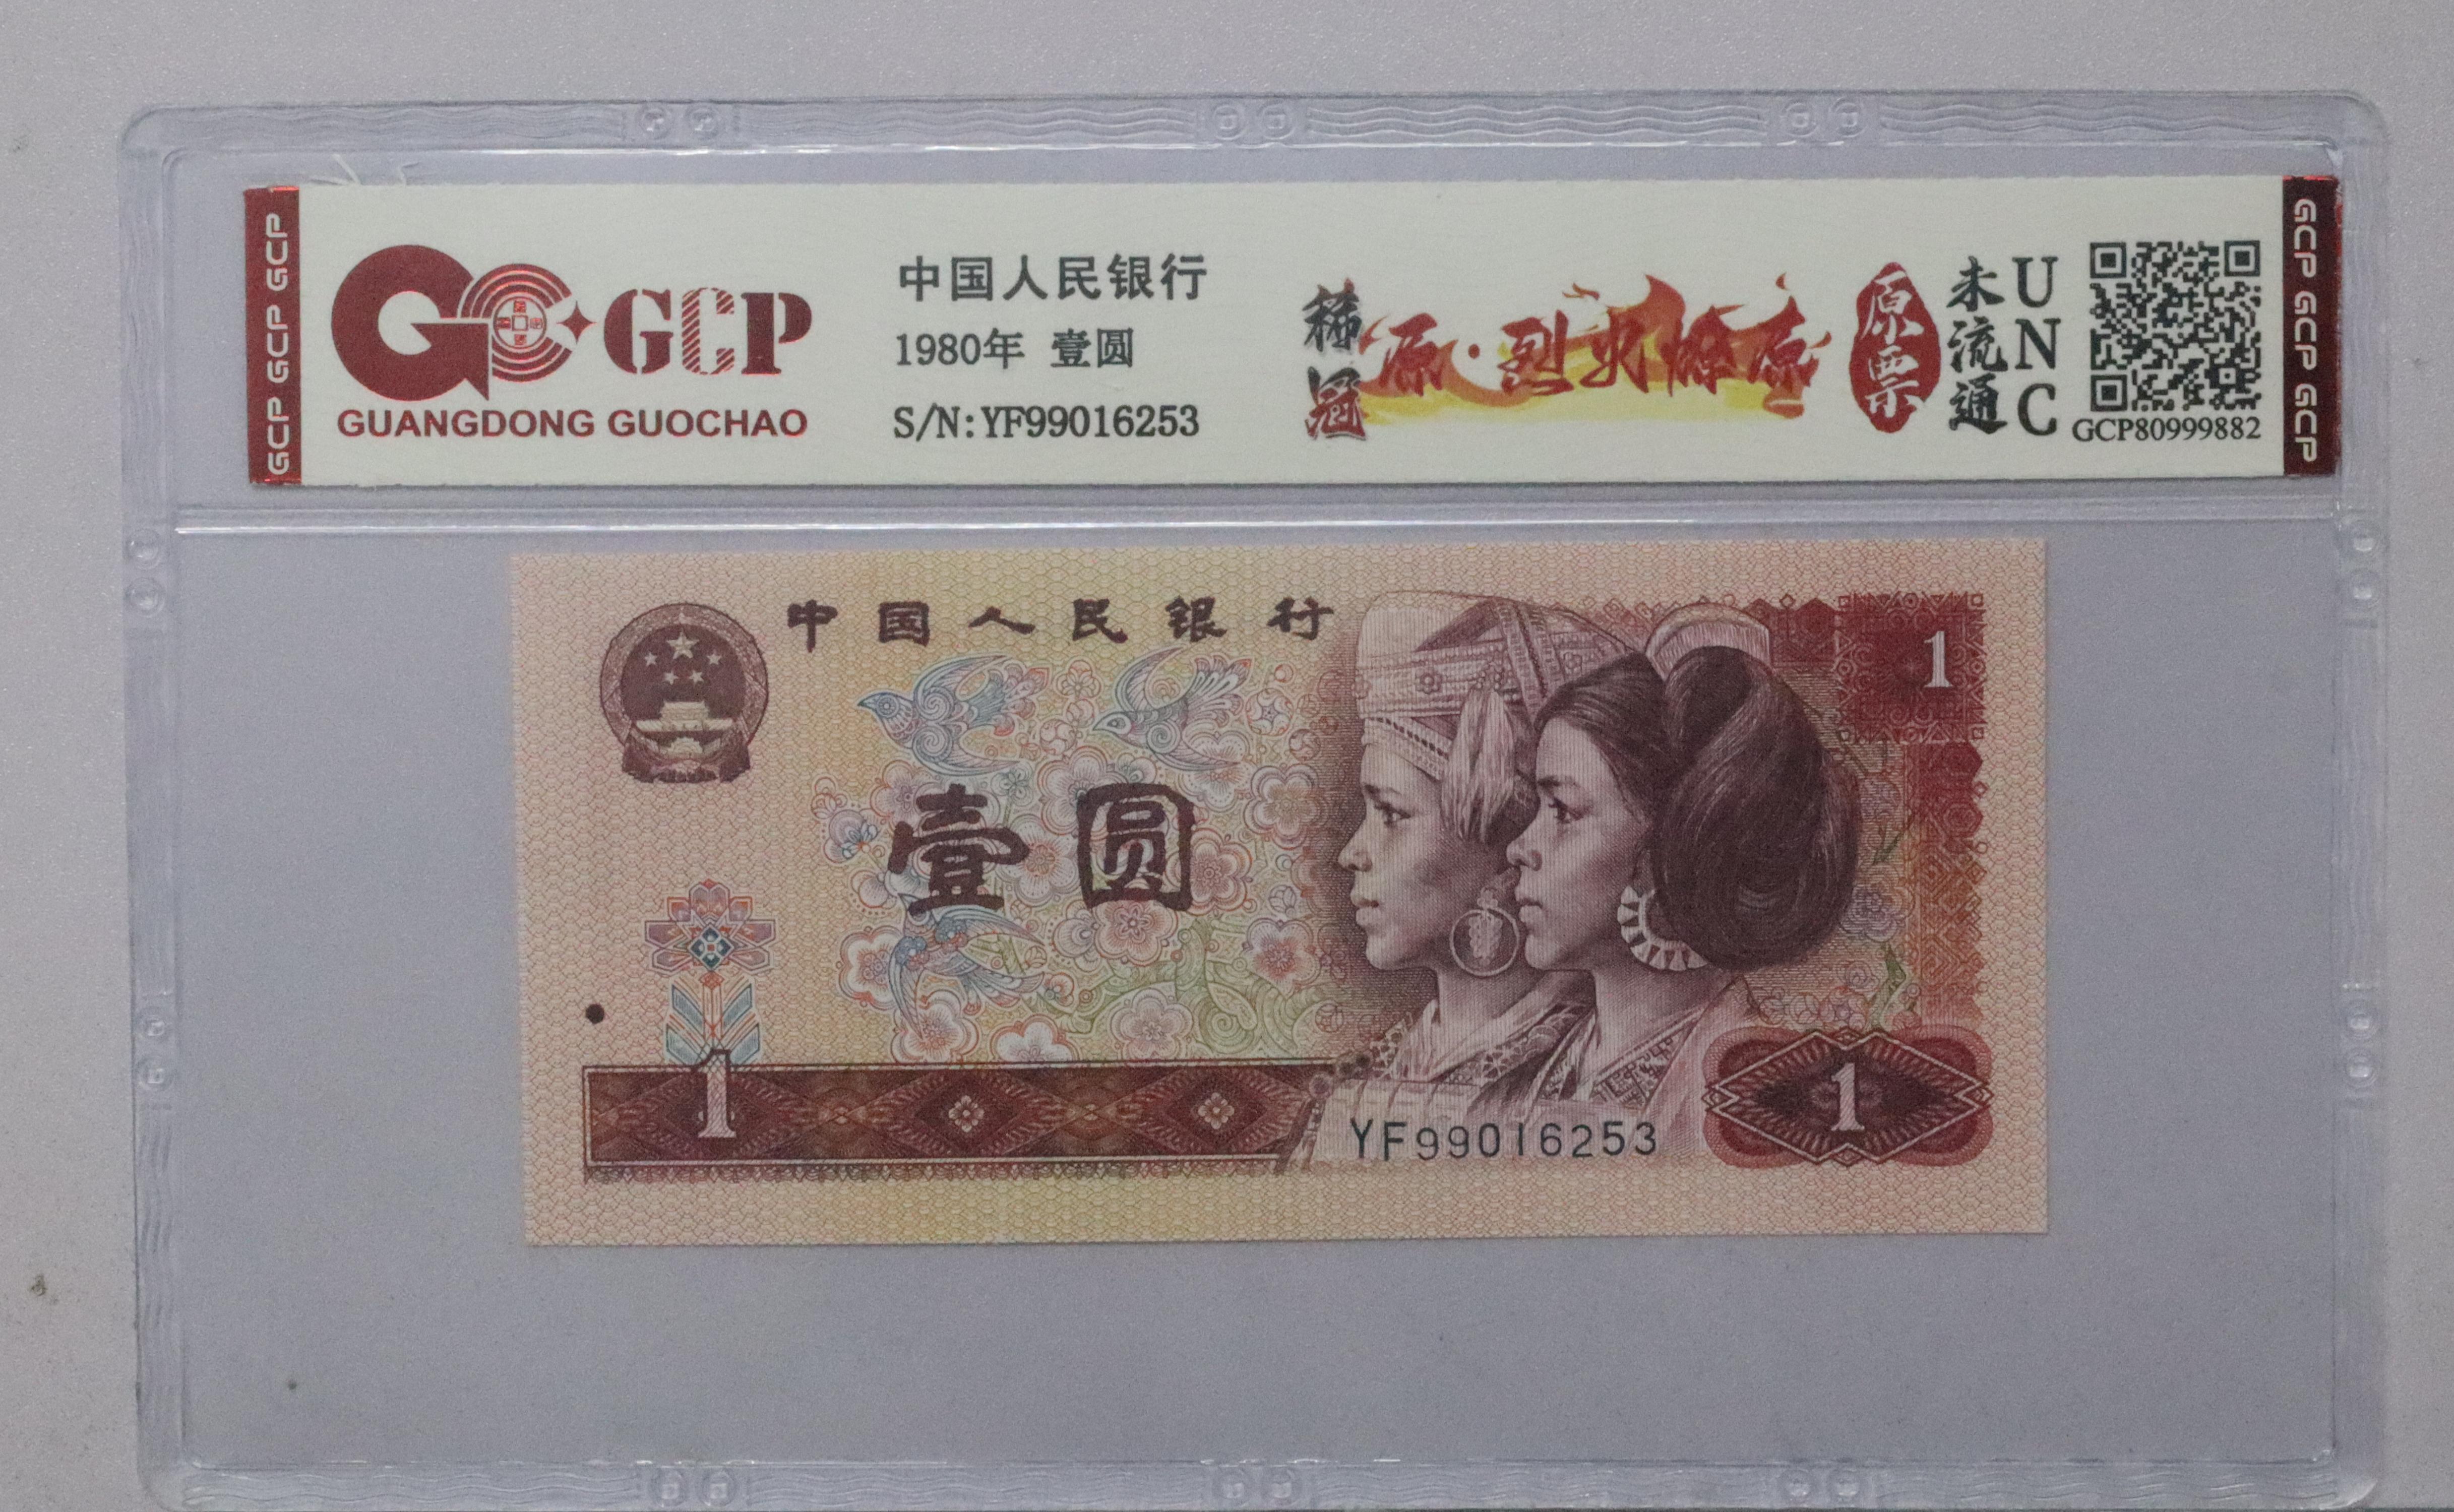 GCP GCP GCP
GCP
GUANGDONG GUOCHAO
中国人民银行
1980年 壹圆
S/N:YF99016253
稀冠
原·烈火燎原
原票
未流通
UNC
GCP80999882
GCP GCP GCP
中国人民银行
1
壹圆
1
1
YF99016253